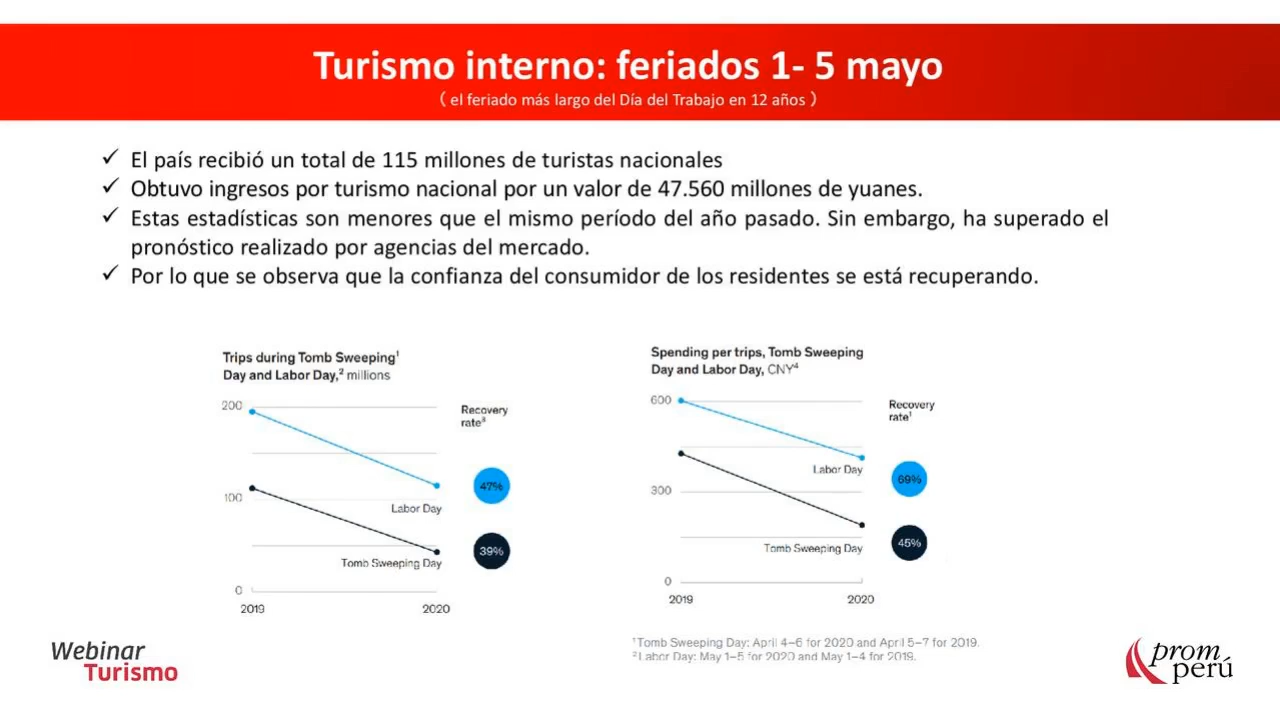 Turismo interno: feriados 1- 5 mayo
( el feriado más largo del Día del Trabajo en 12 años )
✓ El país recibió un total de 115 millones de turistas nacionales
✓ Obtuvo ingresos por turismo nacional por un valor de 47.560 millones de yuanes.
✓ Estas estadísticas son menores que el mismo período del año pasado. Sin embargo, ha superado el
pronóstico realizado por agencias del mercado.
✓ Por lo que se observa que la confianza del consumidor de los residentes se está recuperando.
Trips during Tomb Sweeping¹
Day and Labor Day,² millions
200
100
0
2019
2020
Labor Day
Tomb Sweeping Day
Recovery
rate³
47%
39%
Spending per trips, Tomb Sweeping
Day and Labor Day, CNY⁴
600
300
0
2019
2020
Labor Day
Tomb Sweeping Day
Recovery
rate¹
69%
45%
¹Tomb Sweeping Day: April 4–6 for 2020 and April 5–7 for 2019.
²Labor Day: May 1–5 for 2020 and May 1–4 for 2019.
Webinar
Turismo
prom
perú